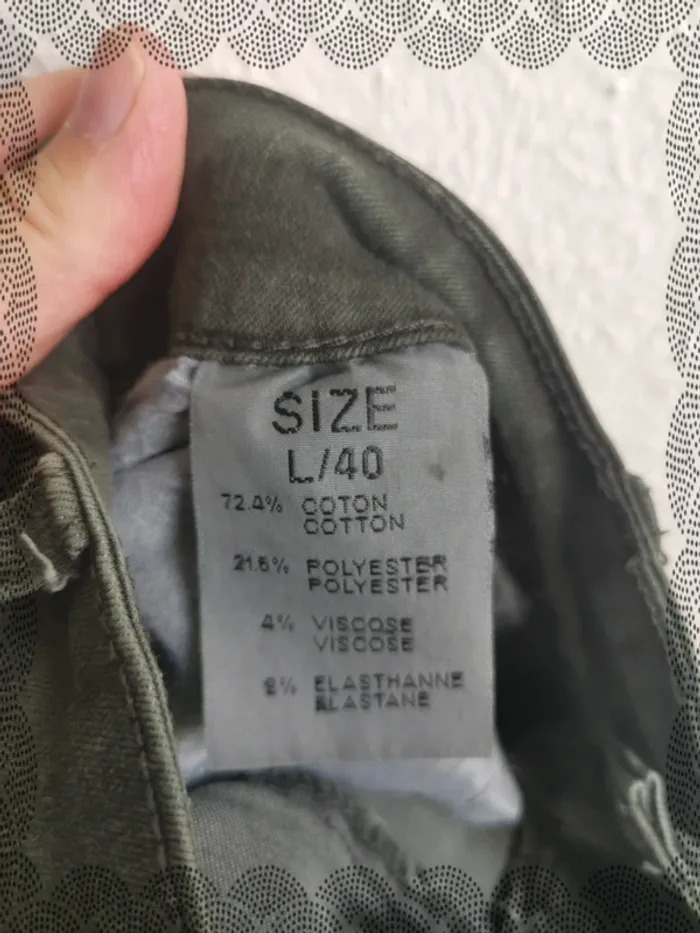 SiZE
L/40
72.4% COTON
COTTON
21.6% POLYESTER
POLYESTER
4% VISCOSE
VISCOSE
2% ELASTHANNE
ELASTANE